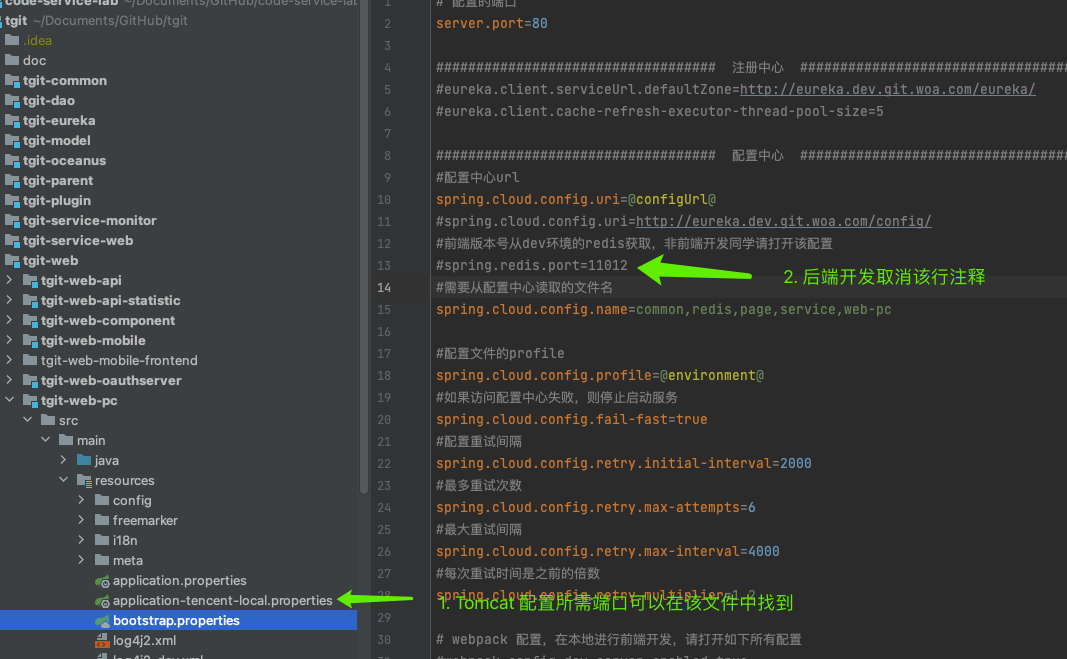 code-service-lab ~/Documents/GitHub/code-service-lab
tgit ~/Documents/GitHub/tgit
.idea
doc
tgit-common
tgit-dao
tgit-eureka
tgit-model
tgit-oceanus
tgit-parent
tgit-plugin
tgit-service-monitor
tgit-service-web
tgit-web
tgit-web-api
tgit-web-api-statistic
tgit-web-component
tgit-web-mobile
tgit-web-mobile-frontend
tgit-web-oauthserver
tgit-web-pc
src
main
java
resources
config
freemarker
i18n
meta
application.properties
application-tencent-local.properties
bootstrap.properties
log4j2.xml
log4j2-dev.xml
1 # 配置的端口
2 server.port=80
3
4 ################################### 注册中心 ##################################
5 #eureka.client.serviceUrl.defaultZone=http://eureka.dev.git.woa.com/eureka/
6 #eureka.client.cache-refresh-executor-thread-pool-size=5
7
8 ################################### 配置中心 ##################################
9 #配置中心url
10 spring.cloud.config.uri=@configUrl@
11 #spring.cloud.config.uri=http://eureka.dev.git.woa.com/config/
12 #前端版本号从dev环境的redis获取，非前端开发同学请打开该配置
13 #spring.redis.port=11012
2. 后端开发取消该行注释
14 #需要从配置中心读取的文件名
15 spring.cloud.config.name=common,redis,page,service,web-pc
16
17 #配置文件的profile
18 spring.cloud.config.profile=@environment@
19 #如果访问配置中心失败，则停止启动服务
20 spring.cloud.config.fail-fast=true
21 #配置重试间隔
22 spring.cloud.config.retry.initial-interval=2000
23 #最多重试次数
24 spring.cloud.config.retry.max-attempts=6
25 #最大重试间隔
26 spring.cloud.config.retry.max-interval=4000
27 #每次重试时间是之前的倍数
28 spring.cloud.config.retry.multiplier=1.2
1. Tomcat 配置所需端口可以在该文件中找到
29
30 # webpack 配置，在本地进行前端开发，请打开如下所有配置
#webpack.config.dev.server.enabled=true